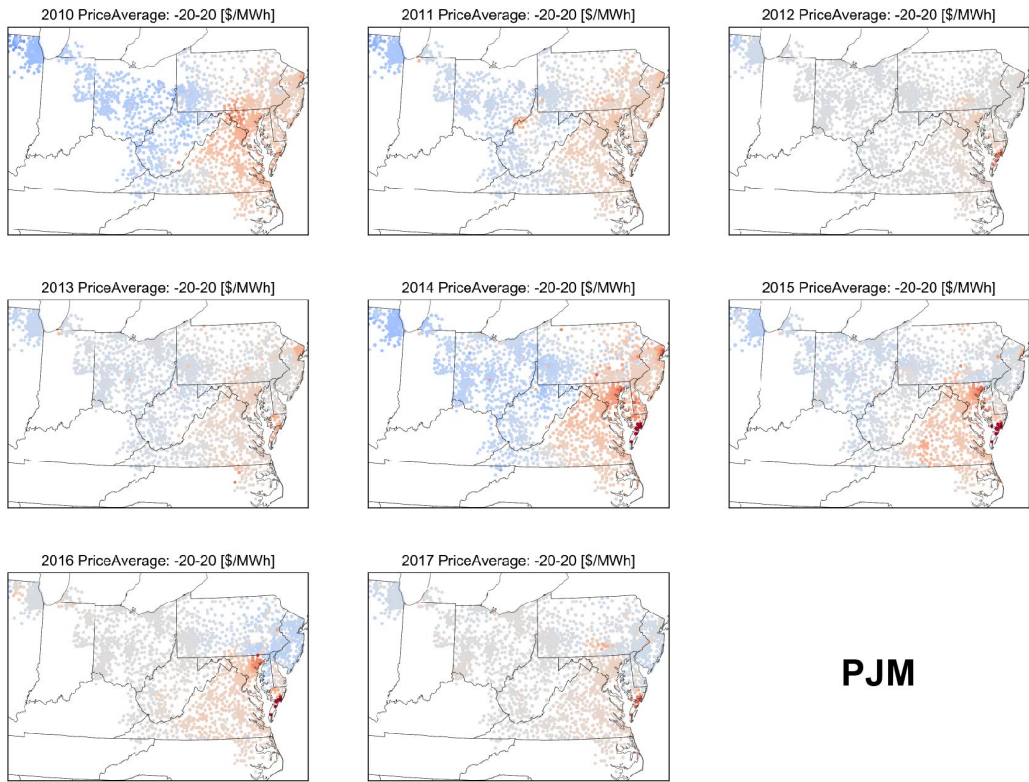 2010 PriceAverage: -20-20 [$/MWh]
2011 PriceAverage: -20-20 [$/MWh]
2012 PriceAverage: -20-20 [$/MWh]
2013 PriceAverage: -20-20 [$/MWh]
2014 PriceAverage: -20-20 [$/MWh]
2015 PriceAverage: -20-20 [$/MWh]
2016 PriceAverage: -20-20 [$/MWh]
2017 PriceAverage: -20-20 [$/MWh]
PJM